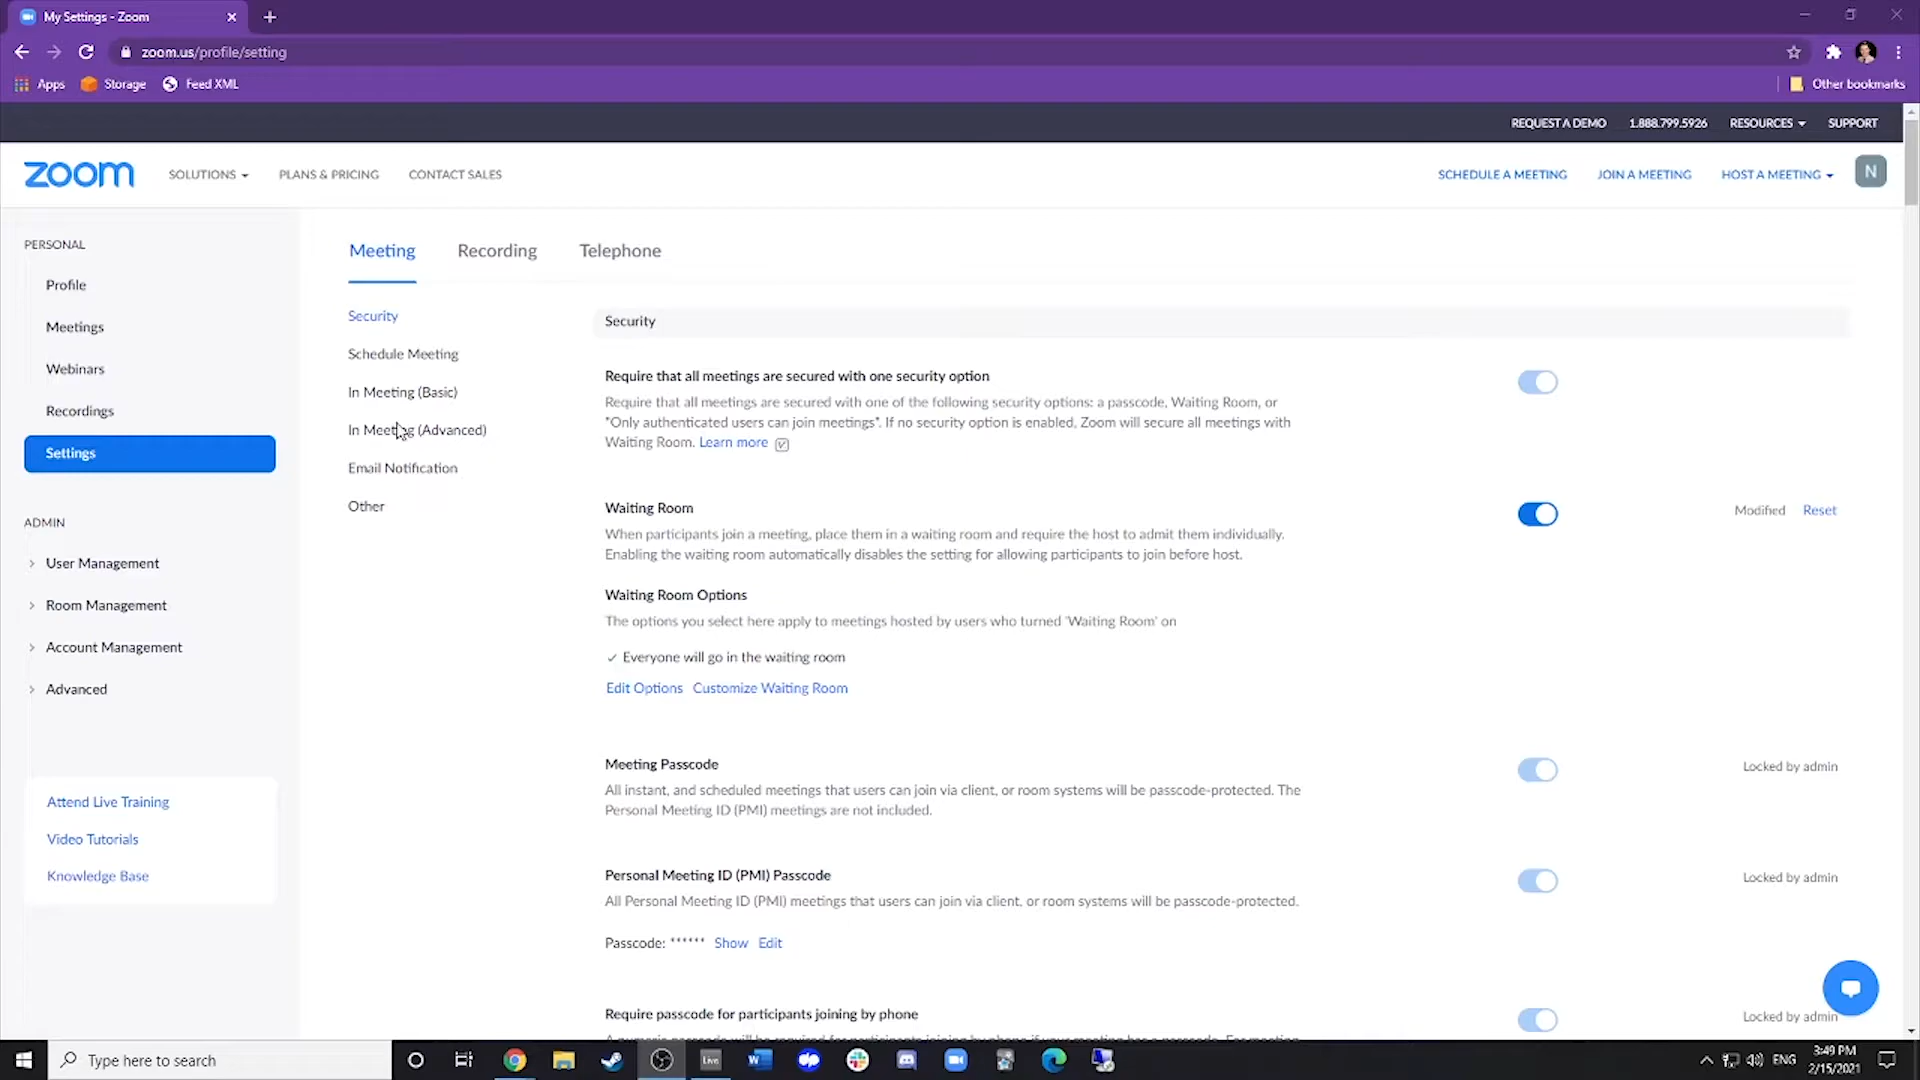 My Settings - Zoom
zoom.us/profile/setting
Apps
Storage
Feed XML
Other bookmarks
REQUEST A DEMO
1.888.799.5926
RESOURCES
SUPPORT
zoom
SOLUTIONS
PLANS & PRICING
CONTACT SALES
SCHEDULE A MEETING
JOIN A MEETING
HOST A MEETING
N
PERSONAL
Profile
Meetings
Webinars
Recordings
Settings
ADMIN
User Management
Room Management
Account Management
Advanced
Attend Live Training
Video Tutorials
Knowledge Base
Meeting
Recording
Telephone
Security
Schedule Meeting
In Meeting (Basic)
In Meeting (Advanced)
Email Notification
Other
Security
Require that all meetings are secured with one security option
Require that all meetings are secured with one of the following security options: a passcode, Waiting Room, or
"Only authenticated users can join meetings". If no security option is enabled, Zoom will secure all meetings with
Waiting Room. Learn more
Waiting Room
Modified Reset
When participants join a meeting, place them in a waiting room and require the host to admit them individually.
Enabling the waiting room automatically disables the setting for allowing participants to join before host.
Waiting Room Options
The options you select here apply to meetings hosted by users who turned 'Waiting Room' on
✓ Everyone will go in the waiting room
Edit Options Customize Waiting Room
Meeting Passcode
Locked by admin
All instant, and scheduled meetings that users can join via client, or room systems will be passcode-protected. The
Personal Meeting ID (PMI) meetings are not included.
Personal Meeting ID (PMI) Passcode
Locked by admin
All Personal Meeting ID (PMI) meetings that users can join via client, or room systems will be passcode-protected.
Passcode: ****** Show Edit
Require passcode for participants joining by phone
Locked by admin
Type here to search
Live
ENG
3:49 PM
2/15/2021